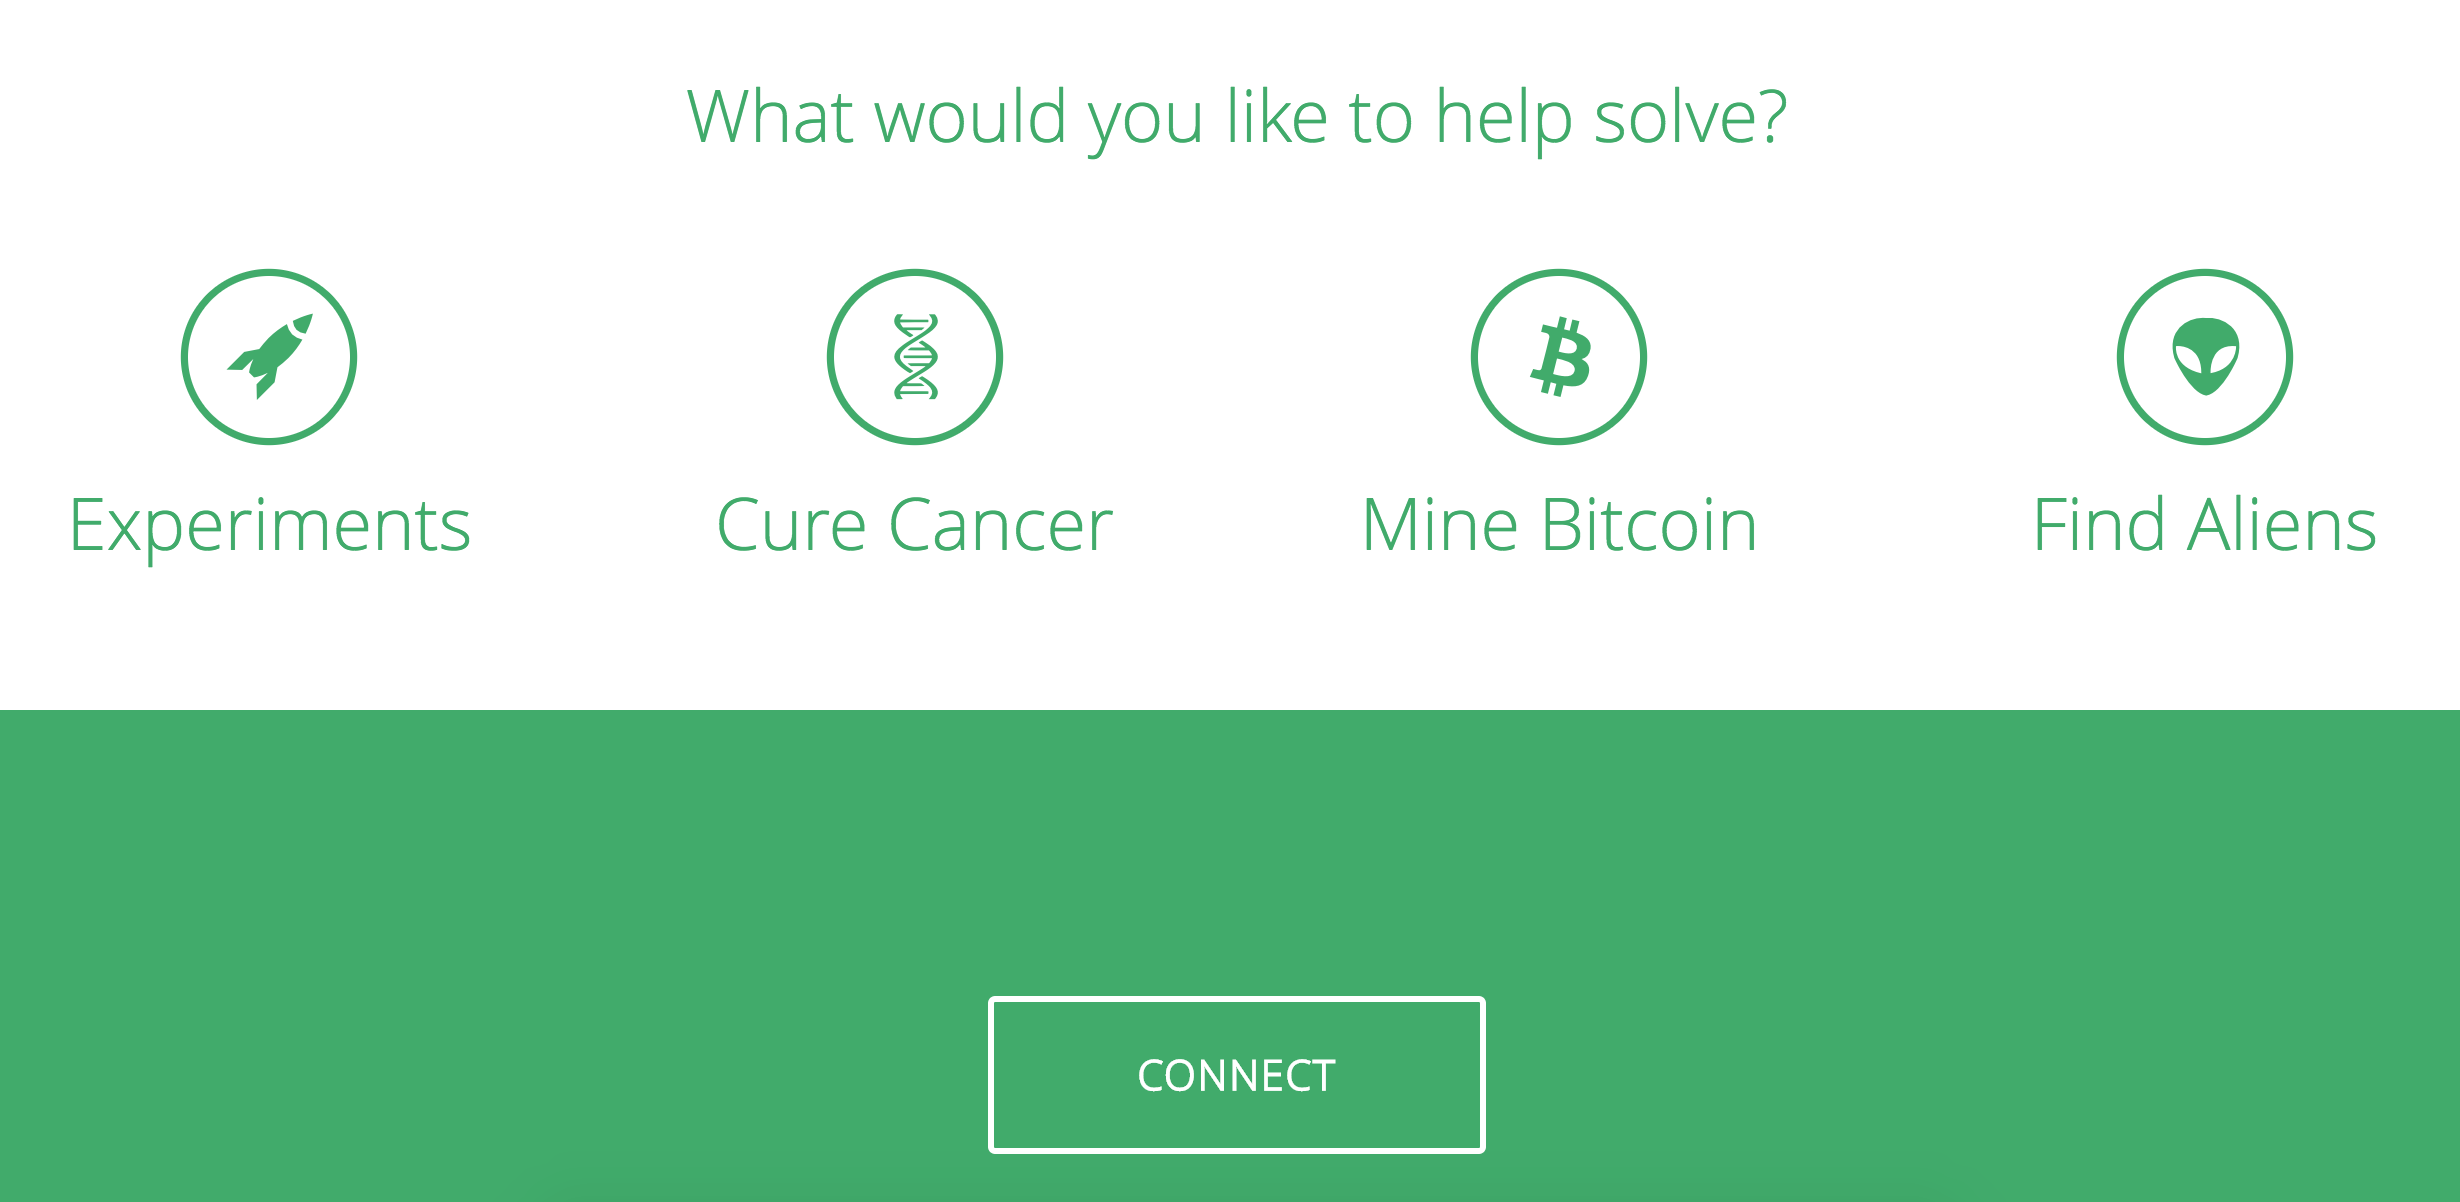 What would you like to help solve?
Experiments
Cure Cancer
Mine Bitcoin
Find Aliens
CONNECT